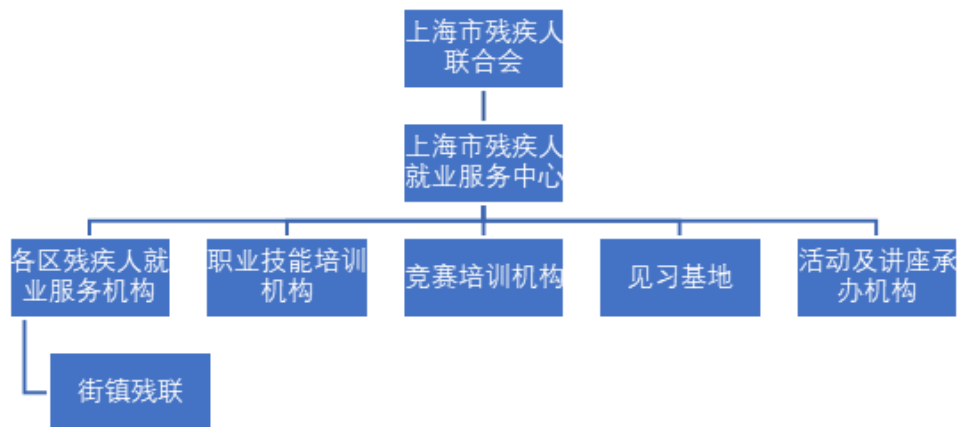 上海市残疾人
联合会
上海市残疾人
就业服务中心
各区残疾人就
业服务机构
职业技能培训
机构
竞赛培训机构
见习基地
活动及讲座承
办机构
街镇残联